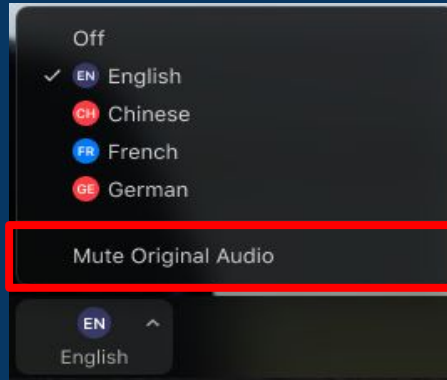 Off
EN English
CH Chinese
FR French
GE German
Mute Original Audio
EN
English